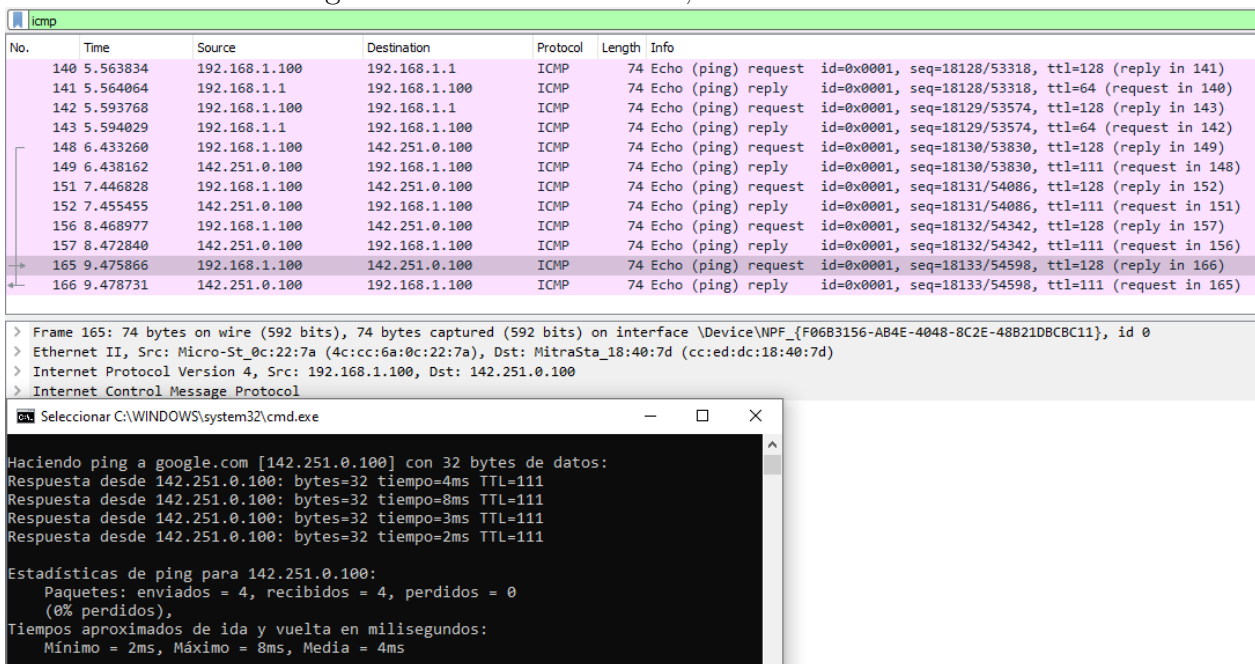 icmp
No. Time Source Destination Protocol Length Info
140 5.563834 192.168.1.100 192.168.1.1 ICMP 74 Echo (ping) request id=0x0001, seq=18128/53318, ttl=128 (reply in 141)
141 5.564064 192.168.1.1 192.168.1.100 ICMP 74 Echo (ping) reply id=0x0001, seq=18128/53318, ttl=64 (request in 140)
142 5.593768 192.168.1.100 192.168.1.1 ICMP 74 Echo (ping) request id=0x0001, seq=18129/53574, ttl=128 (reply in 143)
143 5.594029 192.168.1.1 192.168.1.100 ICMP 74 Echo (ping) reply id=0x0001, seq=18129/53574, ttl=64 (request in 142)
148 6.433260 192.168.1.100 142.251.0.100 ICMP 74 Echo (ping) request id=0x0001, seq=18130/53830, ttl=128 (reply in 149)
149 6.438162 142.251.0.100 192.168.1.100 ICMP 74 Echo (ping) reply id=0x0001, seq=18130/53830, ttl=111 (request in 148)
151 7.446828 192.168.1.100 142.251.0.100 ICMP 74 Echo (ping) request id=0x0001, seq=18131/54086, ttl=128 (reply in 152)
152 7.455455 142.251.0.100 192.168.1.100 ICMP 74 Echo (ping) reply id=0x0001, seq=18131/54086, ttl=111 (request in 151)
156 8.468977 192.168.1.100 142.251.0.100 ICMP 74 Echo (ping) request id=0x0001, seq=18132/54342, ttl=128 (reply in 157)
157 8.472840 142.251.0.100 192.168.1.100 ICMP 74 Echo (ping) reply id=0x0001, seq=18132/54342, ttl=111 (request in 156)
165 9.475866 192.168.1.100 142.251.0.100 ICMP 74 Echo (ping) request id=0x0001, seq=18133/54598, ttl=128 (reply in 166)
166 9.478731 142.251.0.100 192.168.1.100 ICMP 74 Echo (ping) reply id=0x0001, seq=18133/54598, ttl=111 (request in 165)
> Frame 165: 74 bytes on wire (592 bits), 74 bytes captured (592 bits) on interface \Device\NPF_{F06B3156-AB4E-4048-8C2E-48B21DBCBC11}, id 0
> Ethernet II, Src: Micro-St_0c:22:7a (4c:cc:6a:0c:22:7a), Dst: MitraSta_18:40:7d (cc:ed:dc:18:40:7d)
> Internet Protocol Version 4, Src: 192.168.1.100, Dst: 142.251.0.100
> Internet Control Message Protocol
Seleccionar C:\WINDOWS\system32\cmd.exe
Haciendo ping a google.com [142.251.0.100] con 32 bytes de datos:
Respuesta desde 142.251.0.100: bytes=32 tiempo=4ms TTL=111
Respuesta desde 142.251.0.100: bytes=32 tiempo=8ms TTL=111
Respuesta desde 142.251.0.100: bytes=32 tiempo=3ms TTL=111
Respuesta desde 142.251.0.100: bytes=32 tiempo=2ms TTL=111
Estadísticas de ping para 142.251.0.100:
Paquetes: enviados = 4, recibidos = 4, perdidos = 0
(0% perdidos),
Tiempos aproximados de ida y vuelta en milisegundos:
Mínimo = 2ms, Máximo = 8ms, Media = 4ms